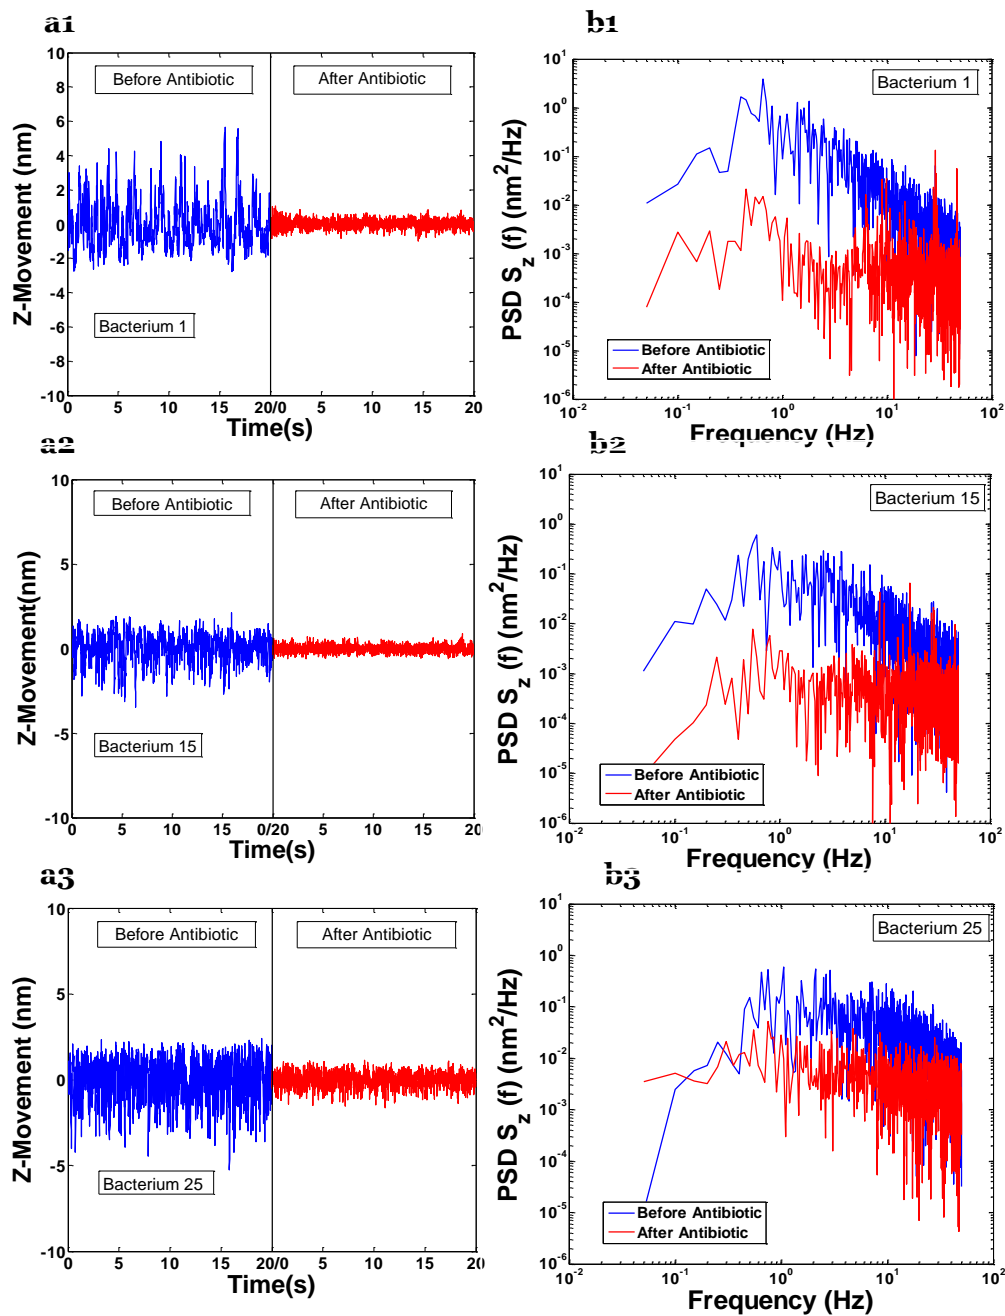 a1
10
8
6
4
2
0
-2
-4
-6
-8
-10
Z-Movement (nm)
Before Antibiotic
After Antibiotic
Bacterium 1
0 5 10 15 20/0 5 10 15 20
Time(s)
b1
10^1
10^0
10^-1
10^-2
10^-3
10^-4
10^-5
10^-6
PSD S_z (f) (nm^2/Hz)
Bacterium 1
Before Antibiotic
After Antibiotic
10^-2 10^-1 10^0 10^1 10^2
Frequency (Hz)
a2
10
5
0
-5
-10
Z-Movement(nm)
Before Antibiotic
After Antibiotic
Bacterium 15
0 5 10 15 0/20 5 10 15 20
Time(s)
b2
10^1
10^0
10^-1
10^-2
10^-3
10^-4
10^-5
10^-6
PSD S_z (f) (nm^2/Hz)
Bacterium 15
Before Antibiotic
After Antibiotic
10^-2 10^-1 10^0 10^1 10^2
Frequency (Hz)
a3
10
5
0
-5
-10
Z-Movement (nm)
Before Antibiotic
After Antibiotic
Bacterium 25
0 5 10 15 20/0 5 10 15 20
Time(s)
b3
10^1
10^0
10^-1
10^-2
10^-3
10^-4
10^-5
10^-6
PSD S_z (f) (nm^2/Hz)
Bacterium 25
Before Antibiotic
After Antibiotic
10^-2 10^-1 10^0 10^1 10^2
Frequency (Hz)